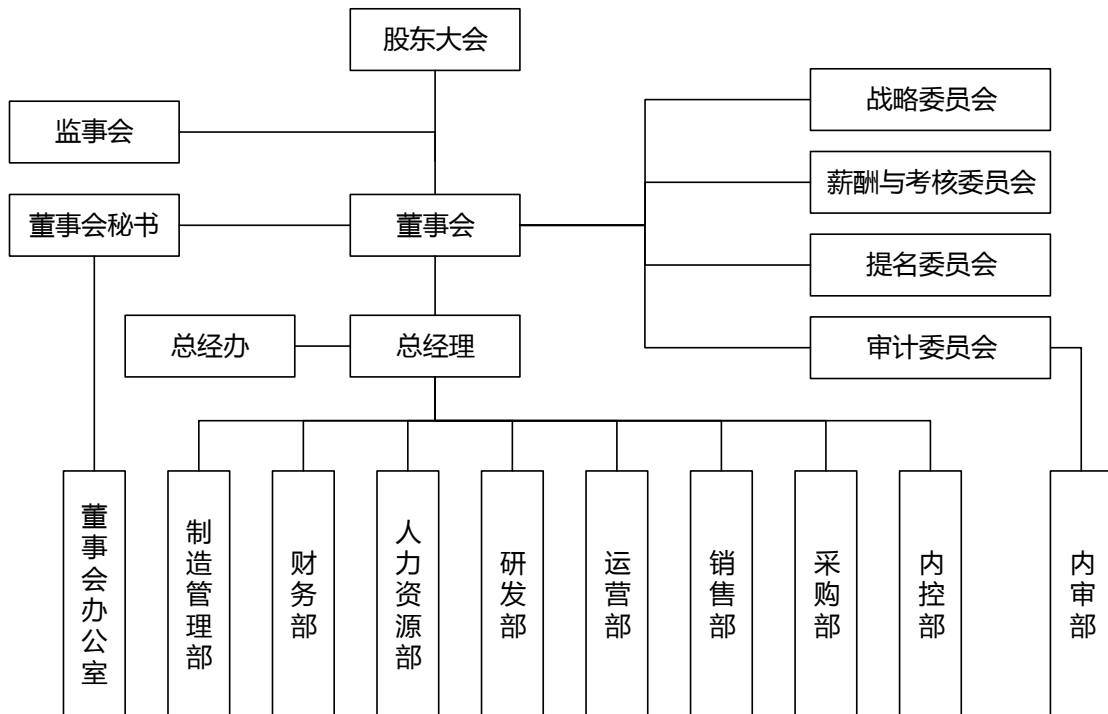 股东大会
战略委员会
监事会
薪酬与考核委员会
董事会秘书
董事会
提名委员会
总经办
总经理
审计委员会
董事会办公室
制造管理部
财务部
人力资源部
研发部
运营部
销售部
采购部
内控部
内审部